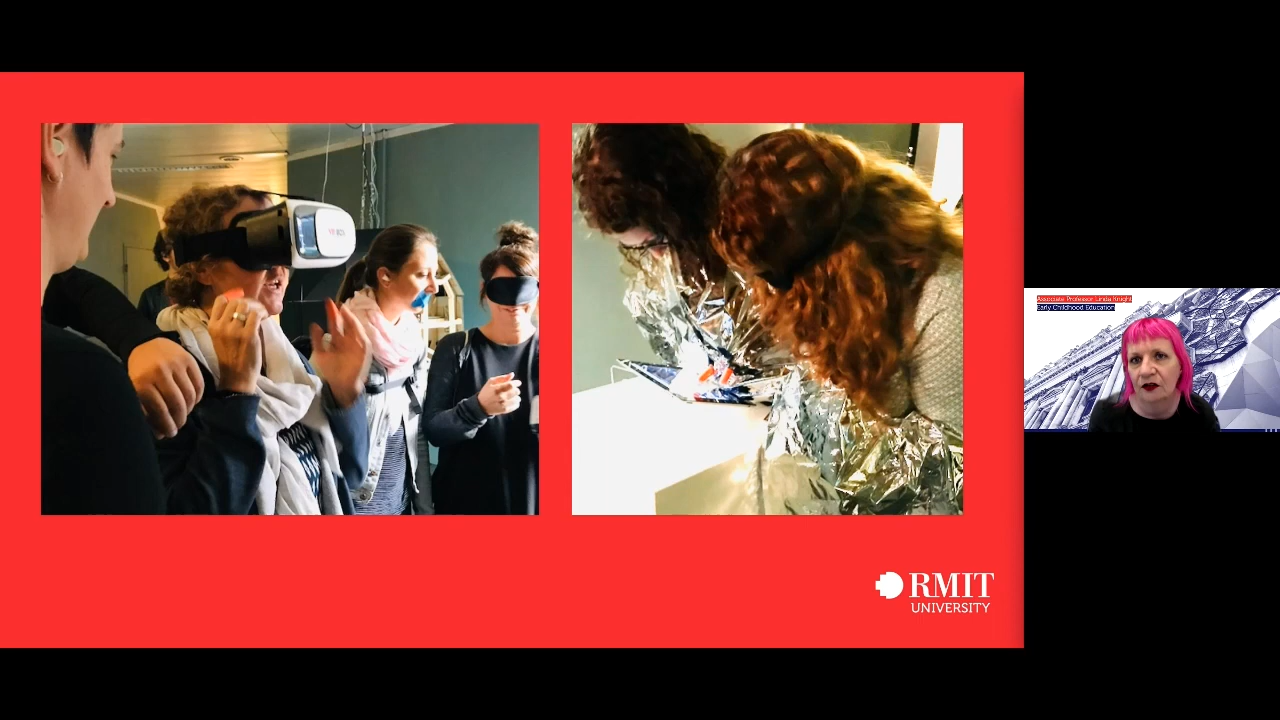 RMIT
UNIVERSITY
Associate Professor Linda Knight
Early Childhood Education